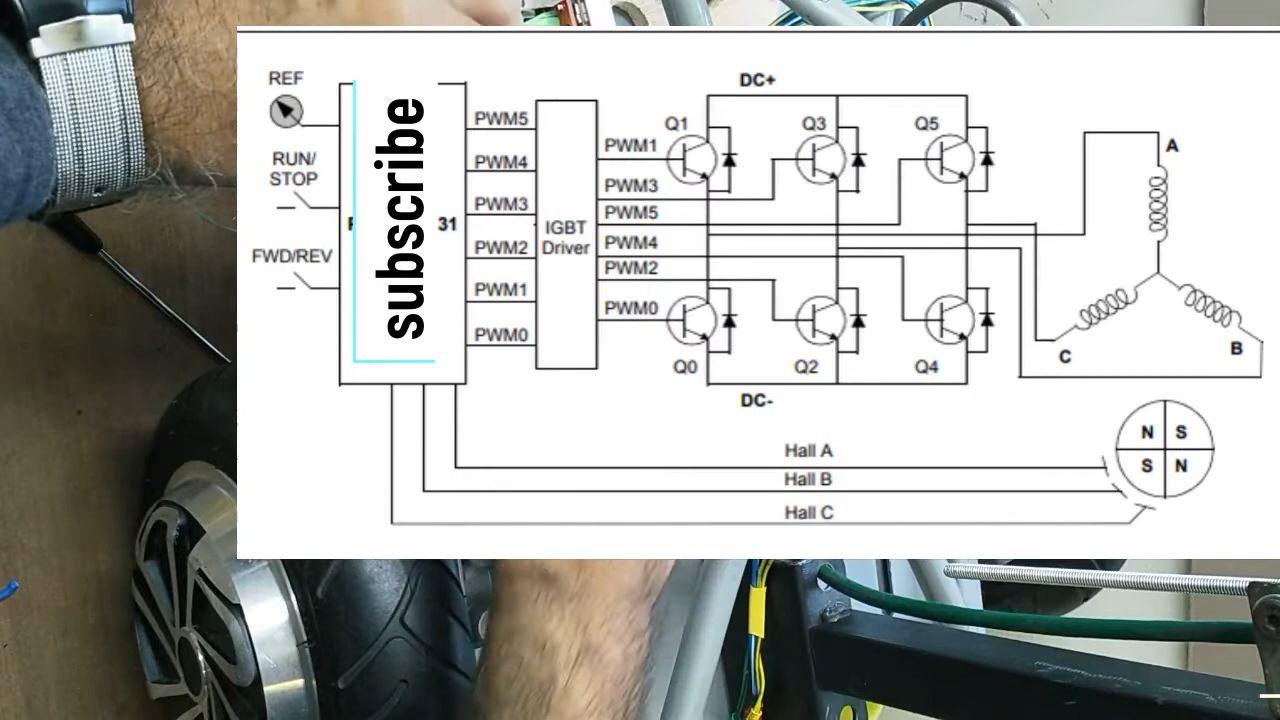 REF
RUN/
STOP
FWD/REV
subscribe
31
PWM5
PWM4
PWM3
PWM2
PWM1
PWM0
IGBT
Driver
PWM1
PWM3
PWM5
PWM4
PWM2
PWM0
DC+
Q1
Q3
Q5
Q0
Q2
Q4
DC-
A
C
B
Hall A
Hall B
Hall C
N S
S N